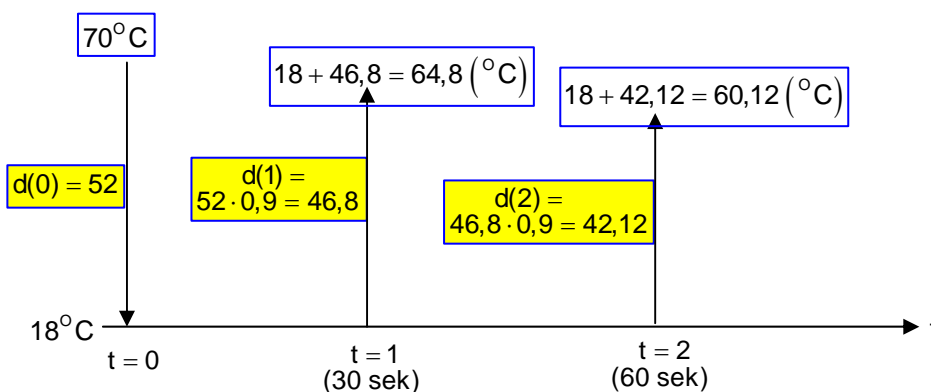 70°C
18 + 46,8 = 64,8 (°C)
18 + 42,12 = 60,12 (°C)
d(0) = 52
d(1) =
52 · 0,9 = 46,8
d(2) =
46,8 · 0,9 = 42,12
18°C
t = 0
t = 1
(30 sek)
t = 2
(60 sek)